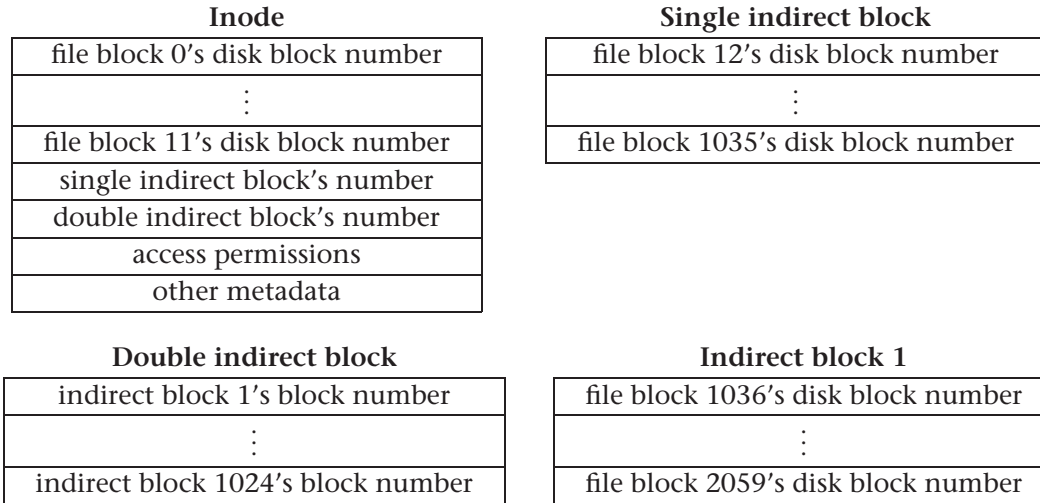 Inode
file block 0's disk block number
⋮
file block 11's disk block number
single indirect block's number
double indirect block's number
access permissions
other metadata
Single indirect block
file block 12's disk block number
⋮
file block 1035's disk block number
Double indirect block
indirect block 1's block number
⋮
indirect block 1024's block number
Indirect block 1
file block 1036's disk block number
⋮
file block 2059's disk block number